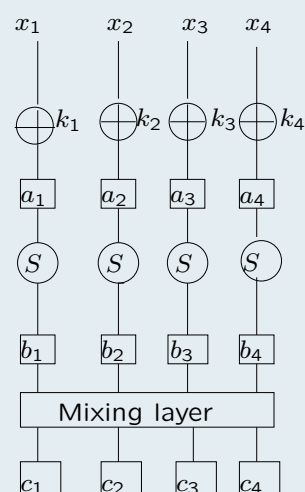 x₁ x₂ x₃ x₄
k₁ k₂ k₃ k₄
a₁ a₂ a₃ a₄
S S S S
b₁ b₂ b₃ b₄
Mixing layer
c₁ c₂ c₃ c₄